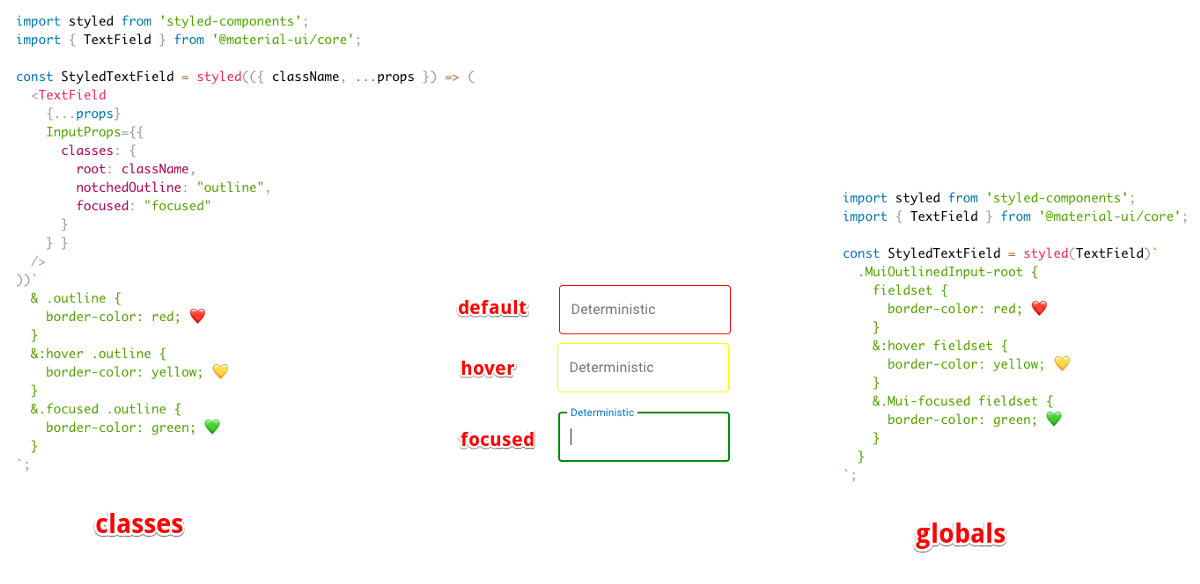 import styled from 'styled-components';
import { TextField } from '@material-ui/core';
const StyledTextField = styled(({ className, ...props }) => (
  <TextField
    {...props}
    InputProps={{
      classes: {
        root: className,
        notchedOutline: "outline",
        focused: "focused"
      }
    } }
  />
))`
  & .outline {
    border-color: red; ❤️
  }
  &:hover .outline {
    border-color: yellow; 💛
  }
  &.focused .outline {
    border-color: green; 💚
  }
`;
classes
default
Deterministic
hover
Deterministic
focused
Deterministic
import styled from 'styled-components';
import { TextField } from '@material-ui/core';
const StyledTextField = styled(TextField)`
  .MuiOutlinedInput-root {
    fieldset {
      border-color: red; ❤️
    }
    &:hover fieldset {
      border-color: yellow; 💛
    }
    &.Mui-focused fieldset {
      border-color: green; 💚
    }
  }
`;
globals